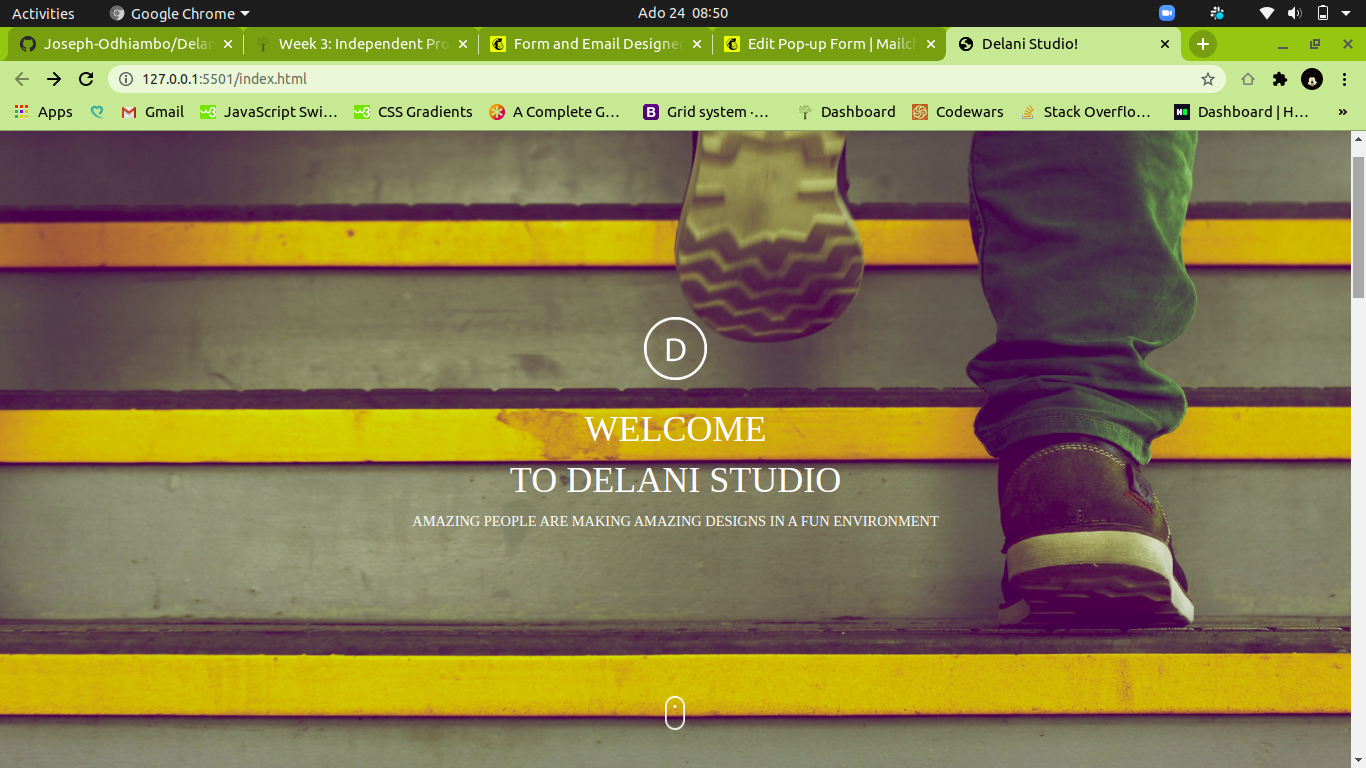 Activities
Google Chrome
Ado 24 08:50
Joseph-Odhiambo/Delan
Week 3: Independent Pro
Form and Email Designer
Edit Pop-up Form | Mailch
Delani Studio!
127.0.0.1:5501/index.html
Apps
Gmail
JavaScript Swi...
CSS Gradients
A Complete G...
Grid system ·...
Dashboard
Codewars
Stack Overflo...
Dashboard | H...
»
D
WELCOME
TO DELANI STUDIO
AMAZING PEOPLE ARE MAKING AMAZING DESIGNS IN A FUN ENVIRONMENT